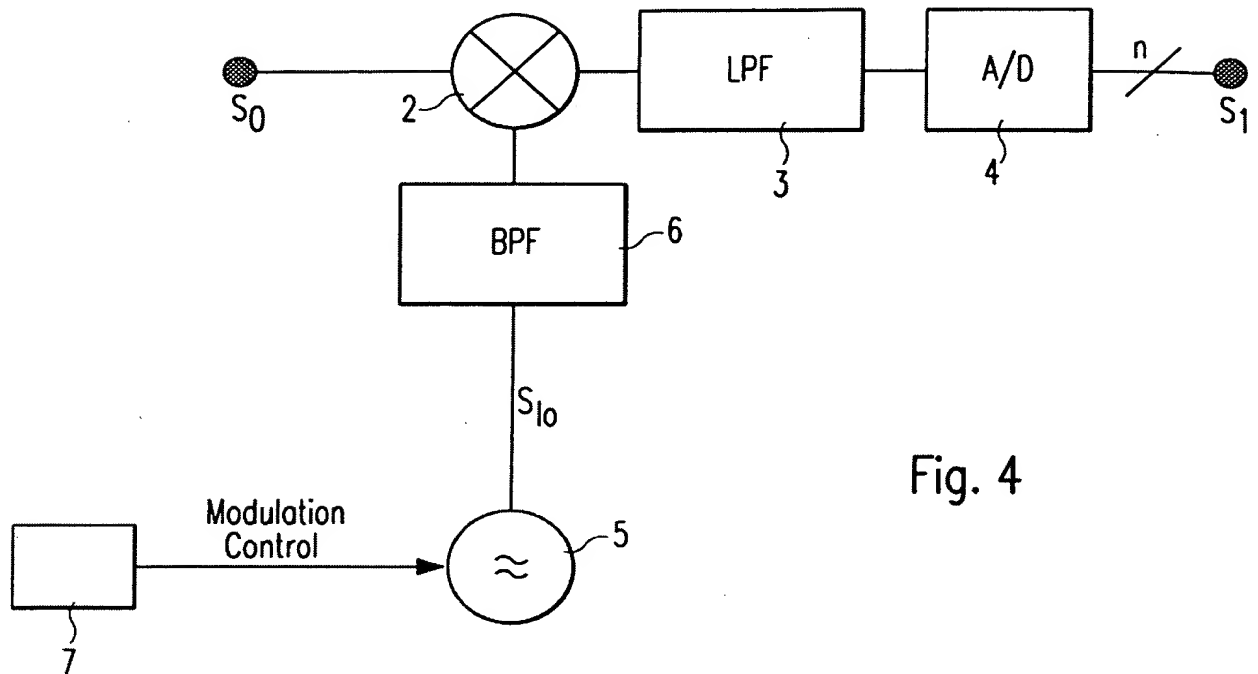 S0
2
LPF
3
A/D
4
n
S1
BPF
6
Slo
Modulation
Control
5
≈
7
Fig. 4